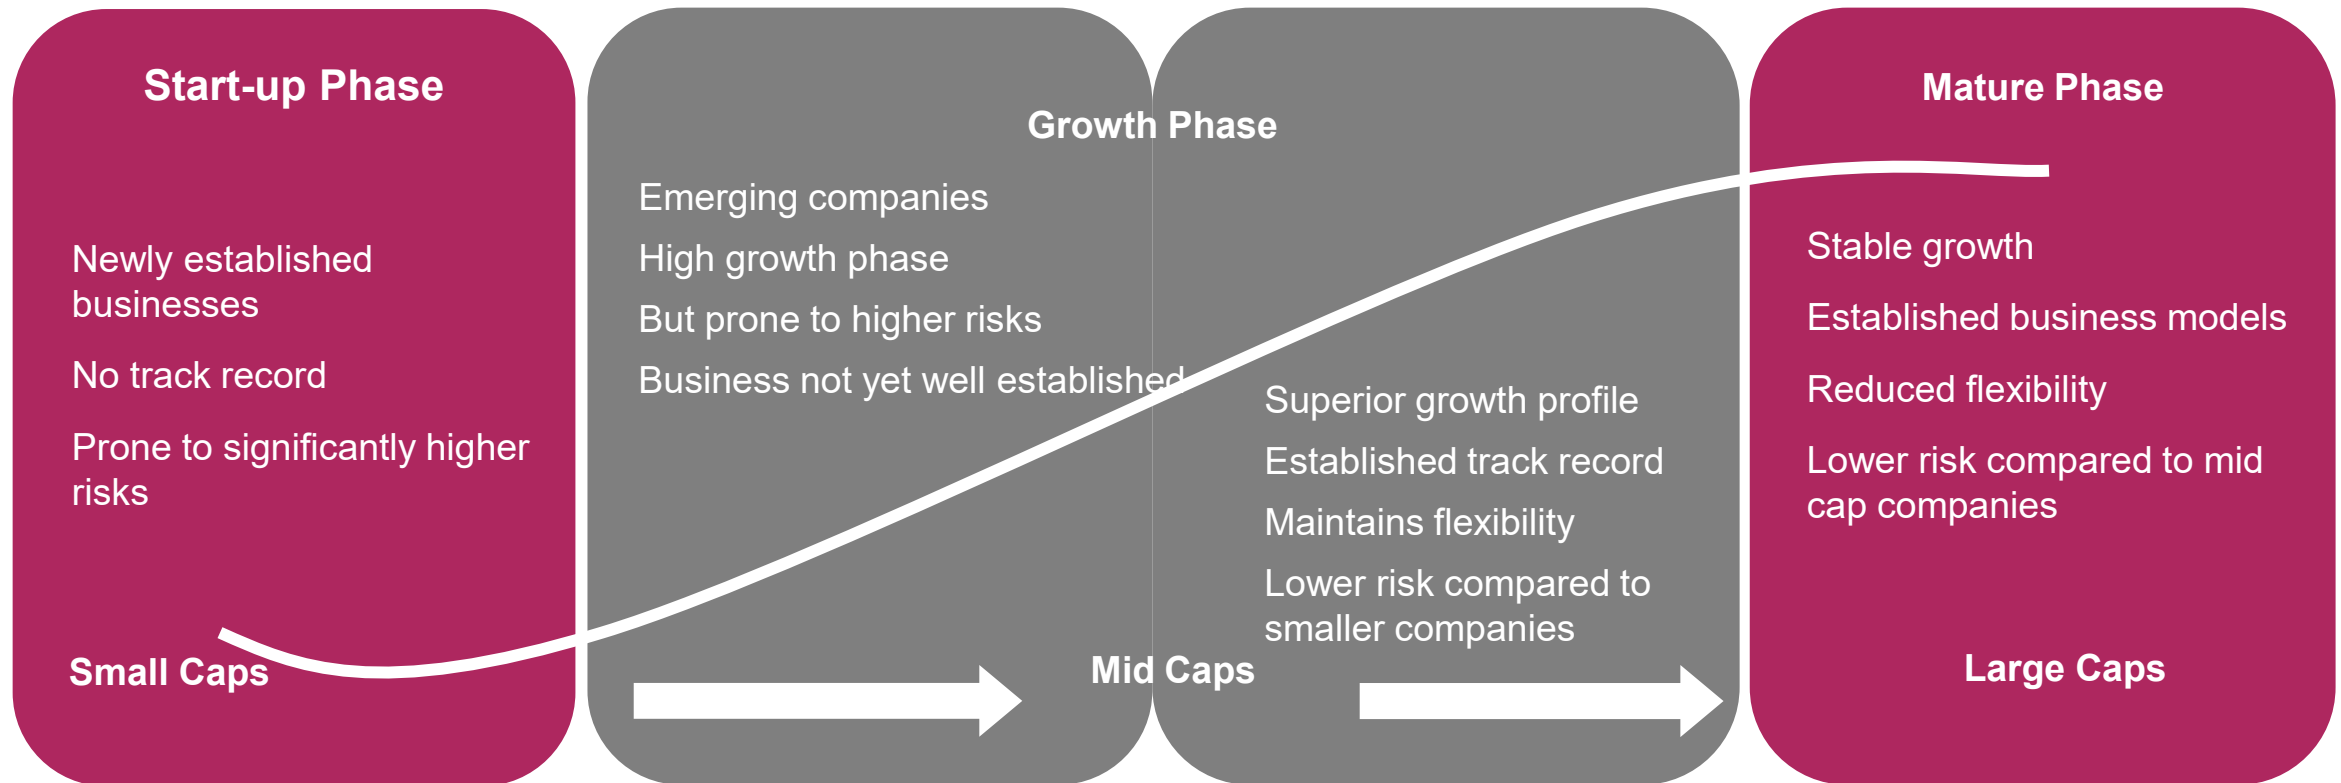 Start-up Phase
Newly established
businesses
No track record
Prone to significantly higher
risks
Small Caps
Growth Phase
Emerging companies
High growth phase
But prone to higher risks
Business not yet well established
Superior growth profile
Established track record
Maintains flexibility
Lower risk compared to
smaller companies
Mid Caps
Mature Phase
Stable growth
Established business models
Reduced flexibility
Lower risk compared to mid
cap companies
Large Caps